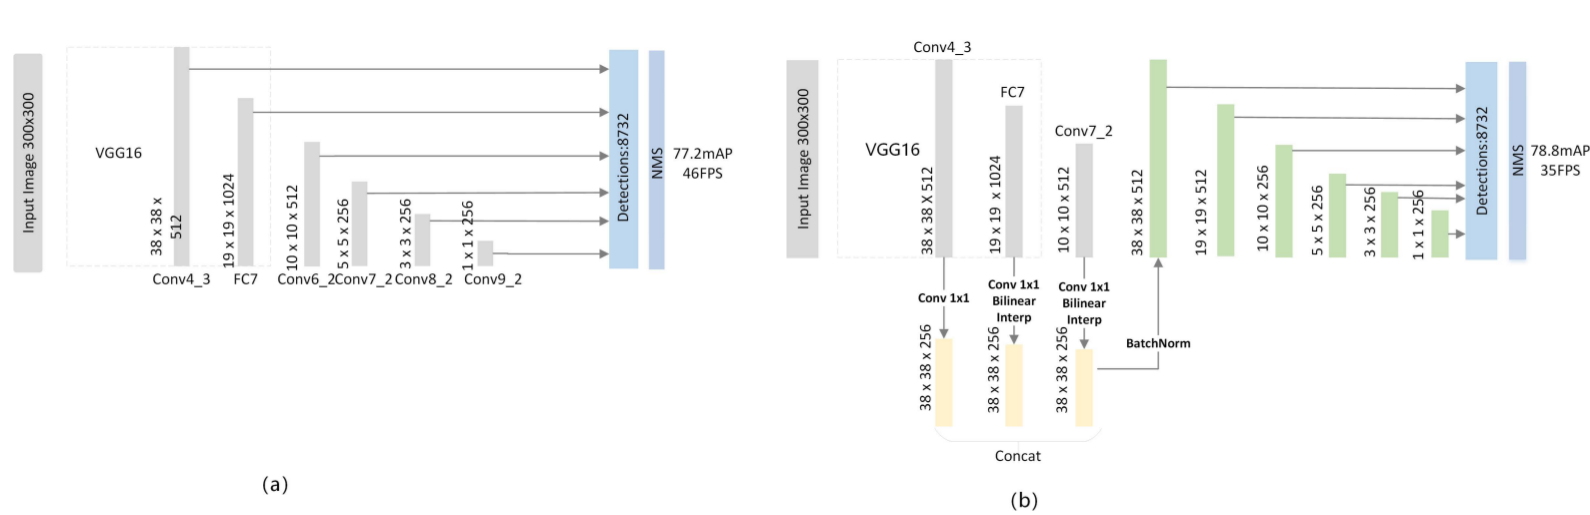 Input Image 300x300
VGG16
38 x 38 x
512
Conv4_3
19 x 19 x 1024
FC7
10 x 10 x 512
Conv6_2
5 x 5 x 256
Conv7_2
3 x 3 x 256
Conv8_2
1 x 1 x 256
Conv9_2
Detections:8732
NMS
77.2mAP
46FPS
(a)
Input Image 300x300
VGG16
Conv4_3
38 x 38 x 512
FC7
19 x 19 x 1024
Conv7_2
10 x 10 x 512
Conv 1x1
Conv 1x1
Bilinear
Interp
Conv 1x1
Bilinear
Interp
38 x 38 x 256
38 x 38 x 256
38 x 38 x 256
Concat
BatchNorm
38 x 38 x 512
19 x 19 x 512
10 x 10 x 256
5 x 5 x 256
3 x 3 x 256
1 x 1 x 256
Detections:8732
NMS
78.8mAP
35FPS
(b)